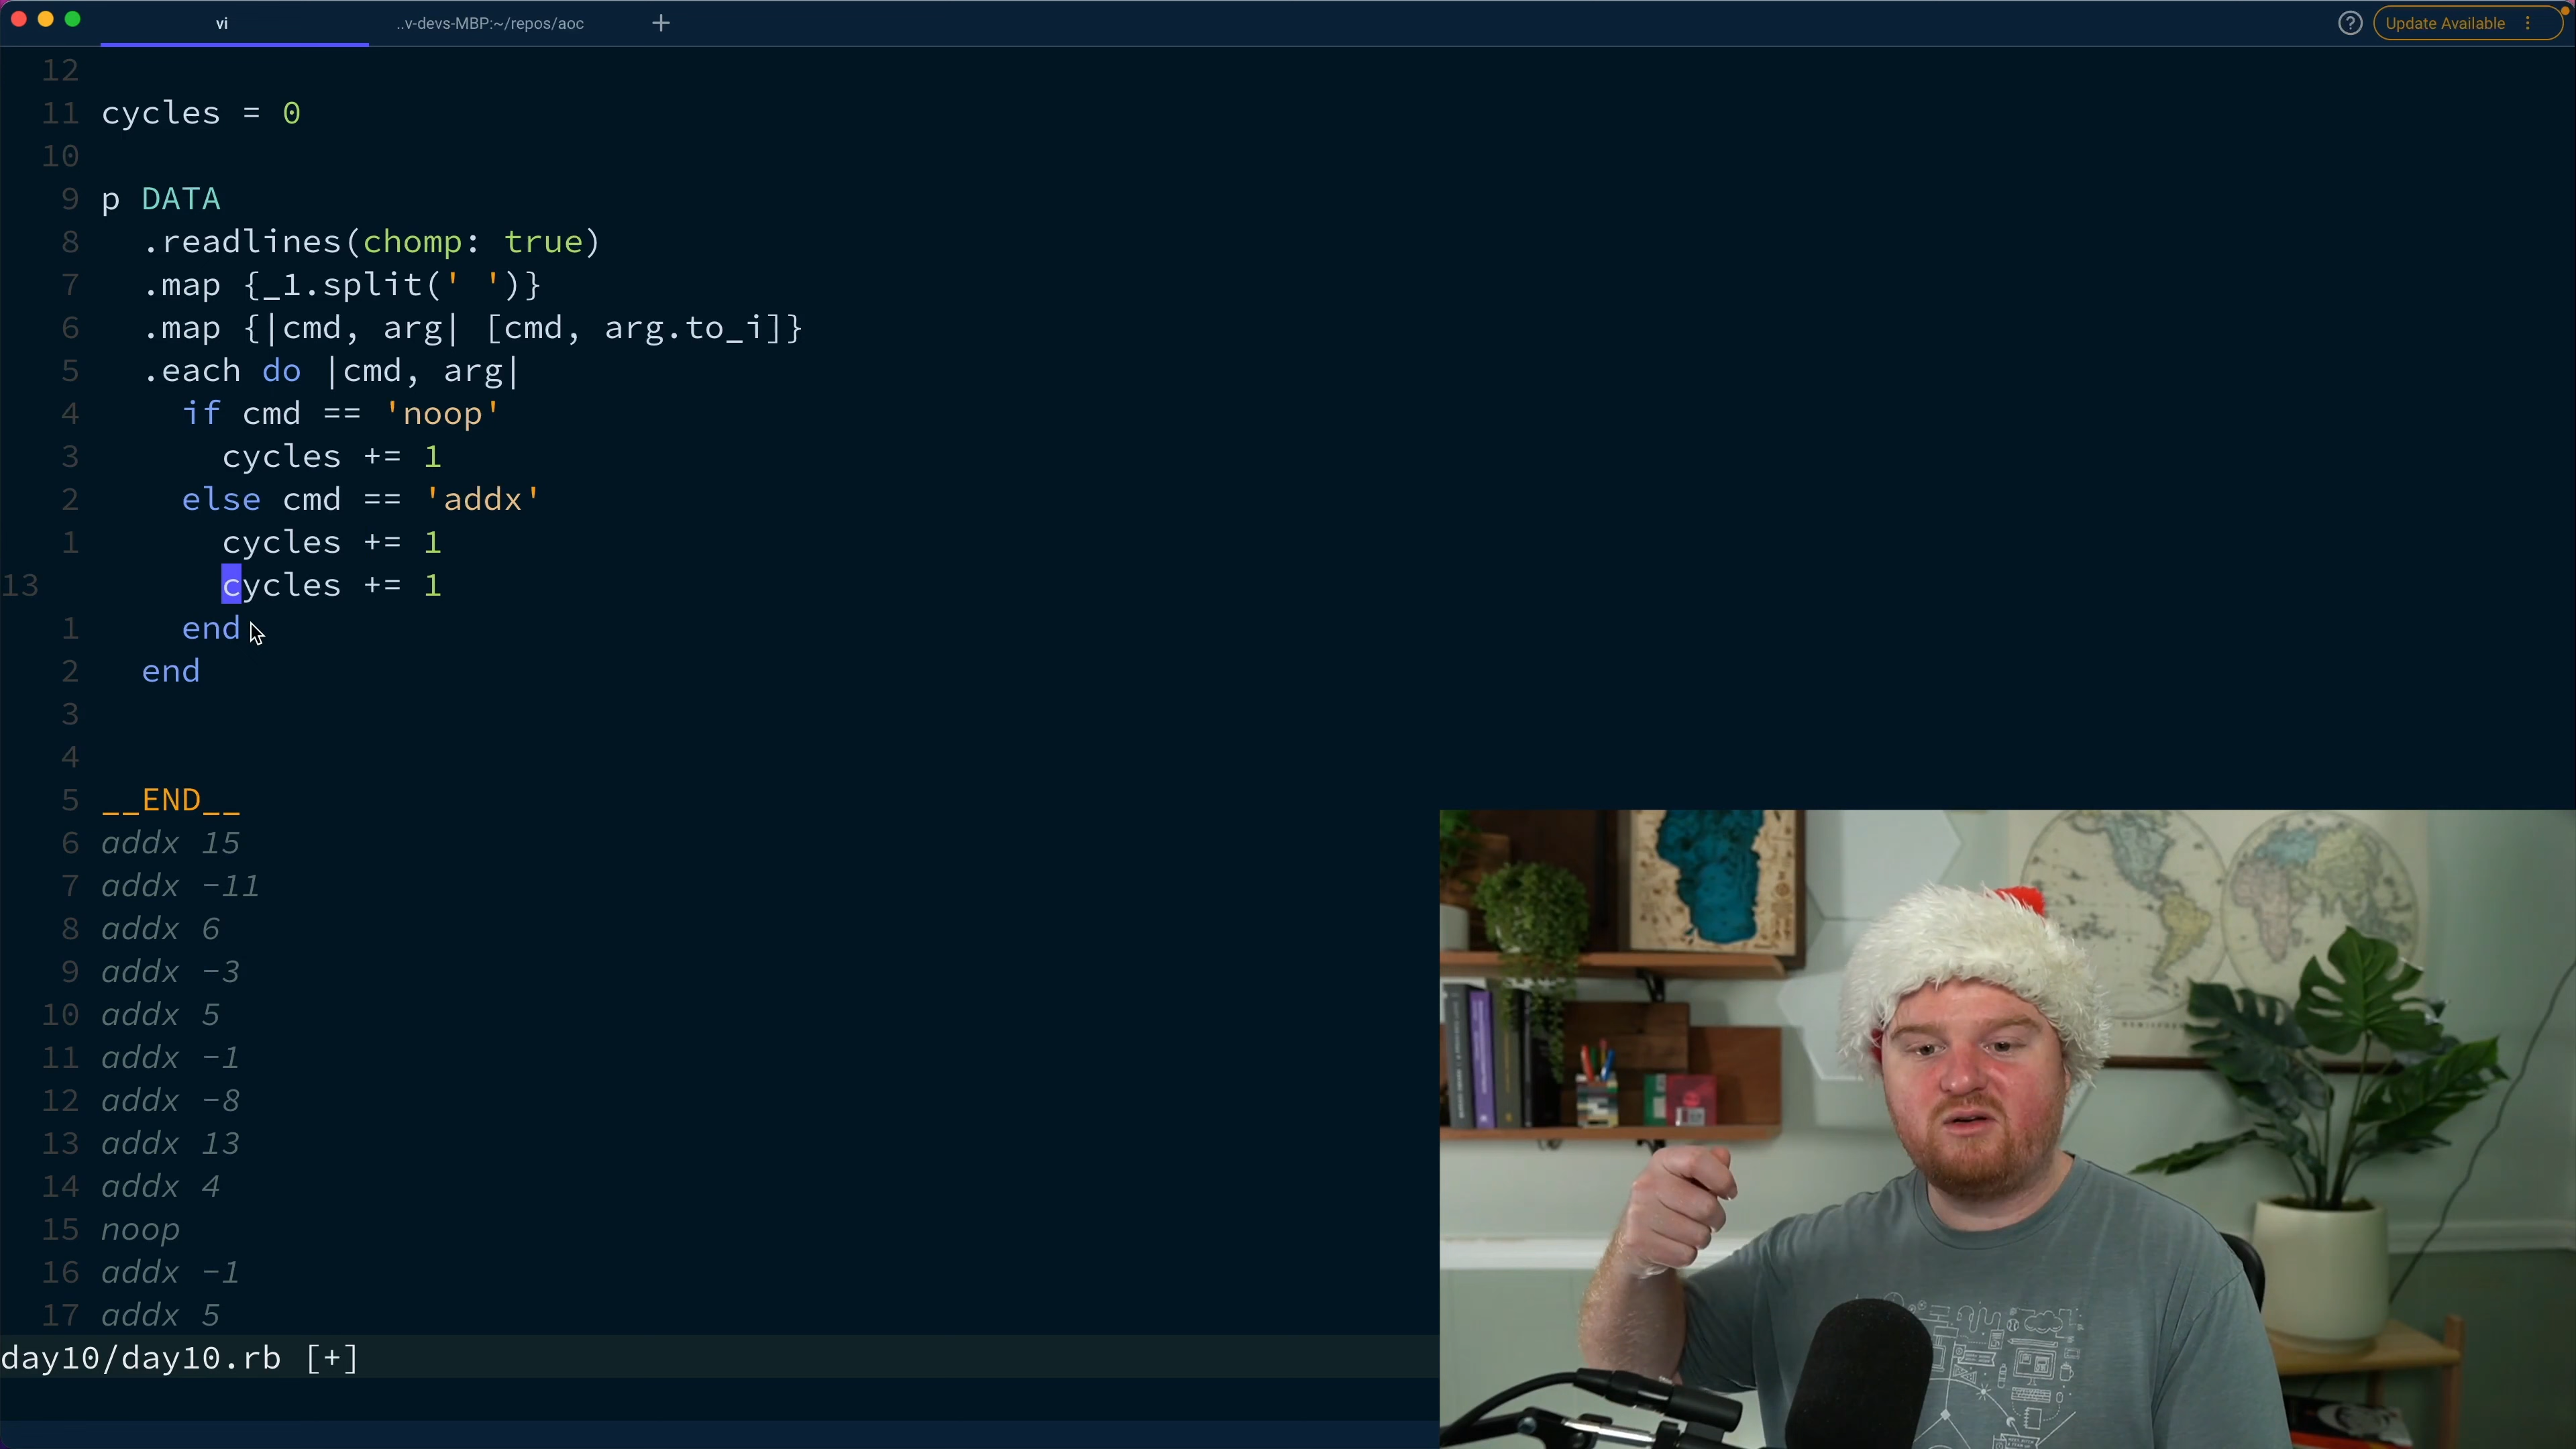 vi
..v-devs-MBP:~/repos/aoc
+
?
Update Available
12
11 cycles = 0
10
9 p DATA
8 .readlines(chomp: true)
7 .map {_1.split(' ')}
6 .map {|cmd, arg| [cmd, arg.to_i]}
5 .each do |cmd, arg|
4 if cmd == 'noop'
3 cycles += 1
2 else cmd == 'addx'
1 cycles += 1
13 cycles += 1
1 end
2 end
3
4
5 __END__
6 addx 15
7 addx -11
8 addx 6
9 addx -3
10 addx 5
11 addx -1
12 addx -8
13 addx 13
14 addx 4
15 noop
16 addx -1
17 addx 5
day10/day10.rb [+]